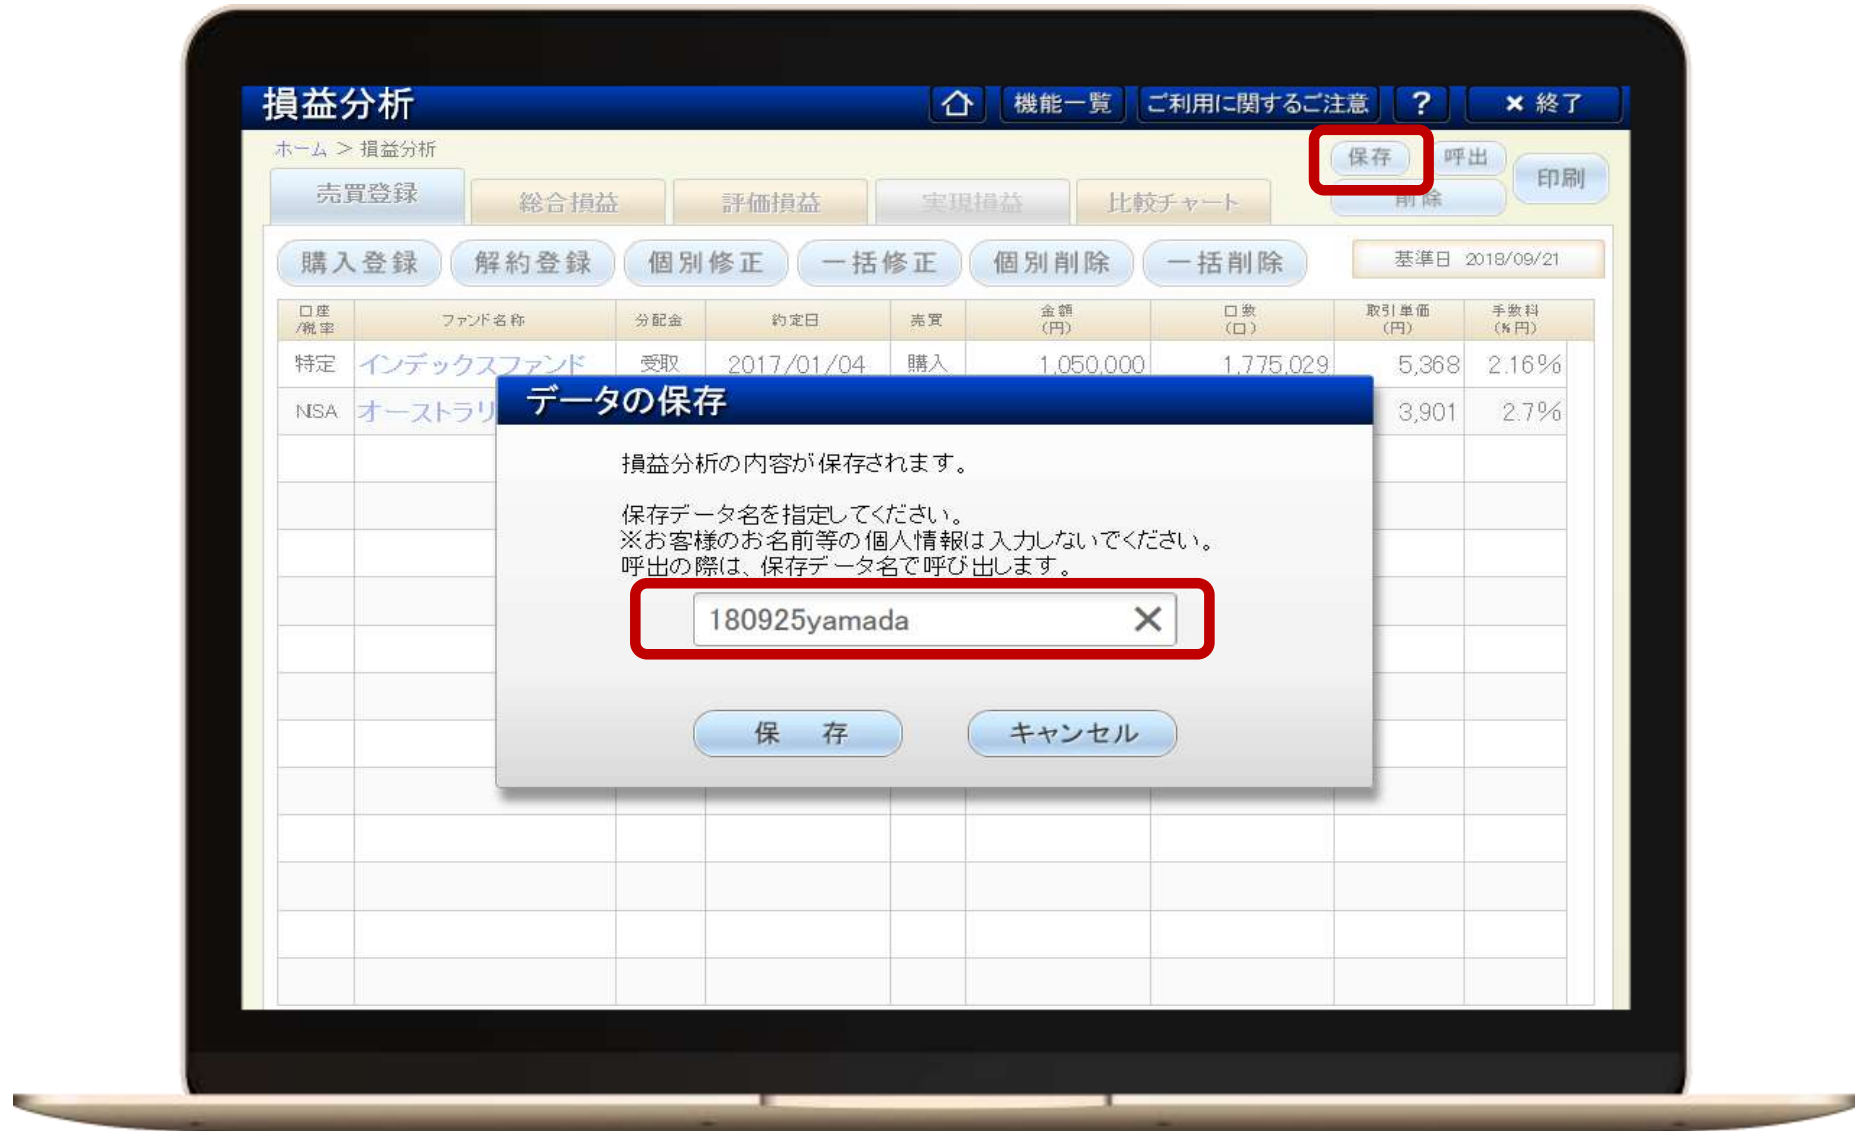 損益分析
機能一覧
ご利用に関するご注意
?
× 終了
ホーム > 損益分析
保存
呼出
印刷
削除
売買登録
総合損益
評価損益
実現損益
比較チャート
購入登録
解約登録
個別修正
一括修正
個別削除
一括削除
基準日 2018/09/21
口座/税率 ファンド名称 分配金 約定日 売買 金額(円) 口数(口) 取引単価(円) 手数料(%円)
特定 インデックスファンド 受取 2017/01/04 購入 1,050,000 1,775,029 5,368 2.16%
NISA オーストラリ 3,901 2.7%
データの保存
損益分析の内容が保存されます。
保存データ名を指定してください。
※お客様のお名前等の個人情報は入力しないでください。
呼出の際は、保存データ名で呼び出します。
180925yamada ×
保 存
キャンセル